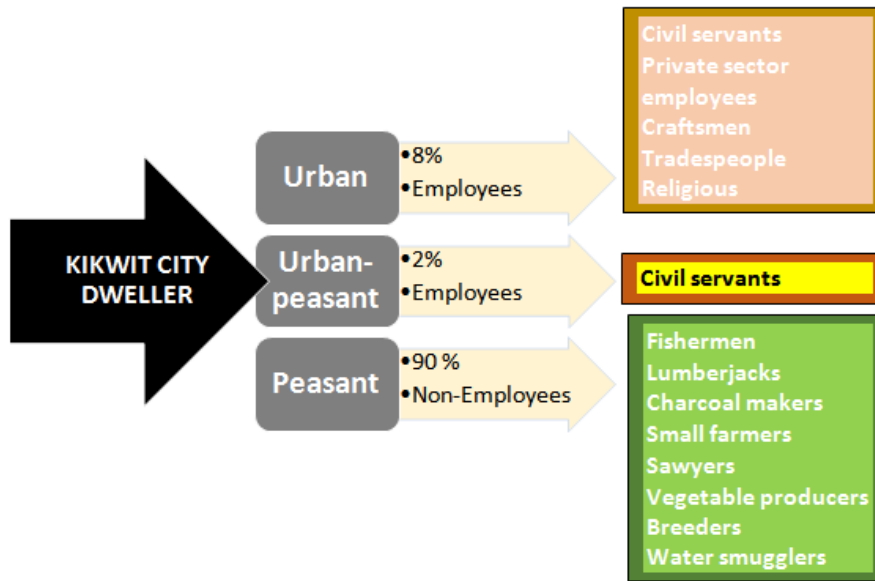 KIKWIT CITY
DWELLER
Urban
•8%
•Employees
Civil servants
Private sector
employees
Craftsmen
Tradespeople
Religious
Urban-
peasant
•2%
•Employees
Civil servants
Peasant
•90 %
•Non-Employees
Fishermen
Lumberjacks
Charcoal makers
Small farmers
Sawyers
Vegetable producers
Breeders
Water smugglers